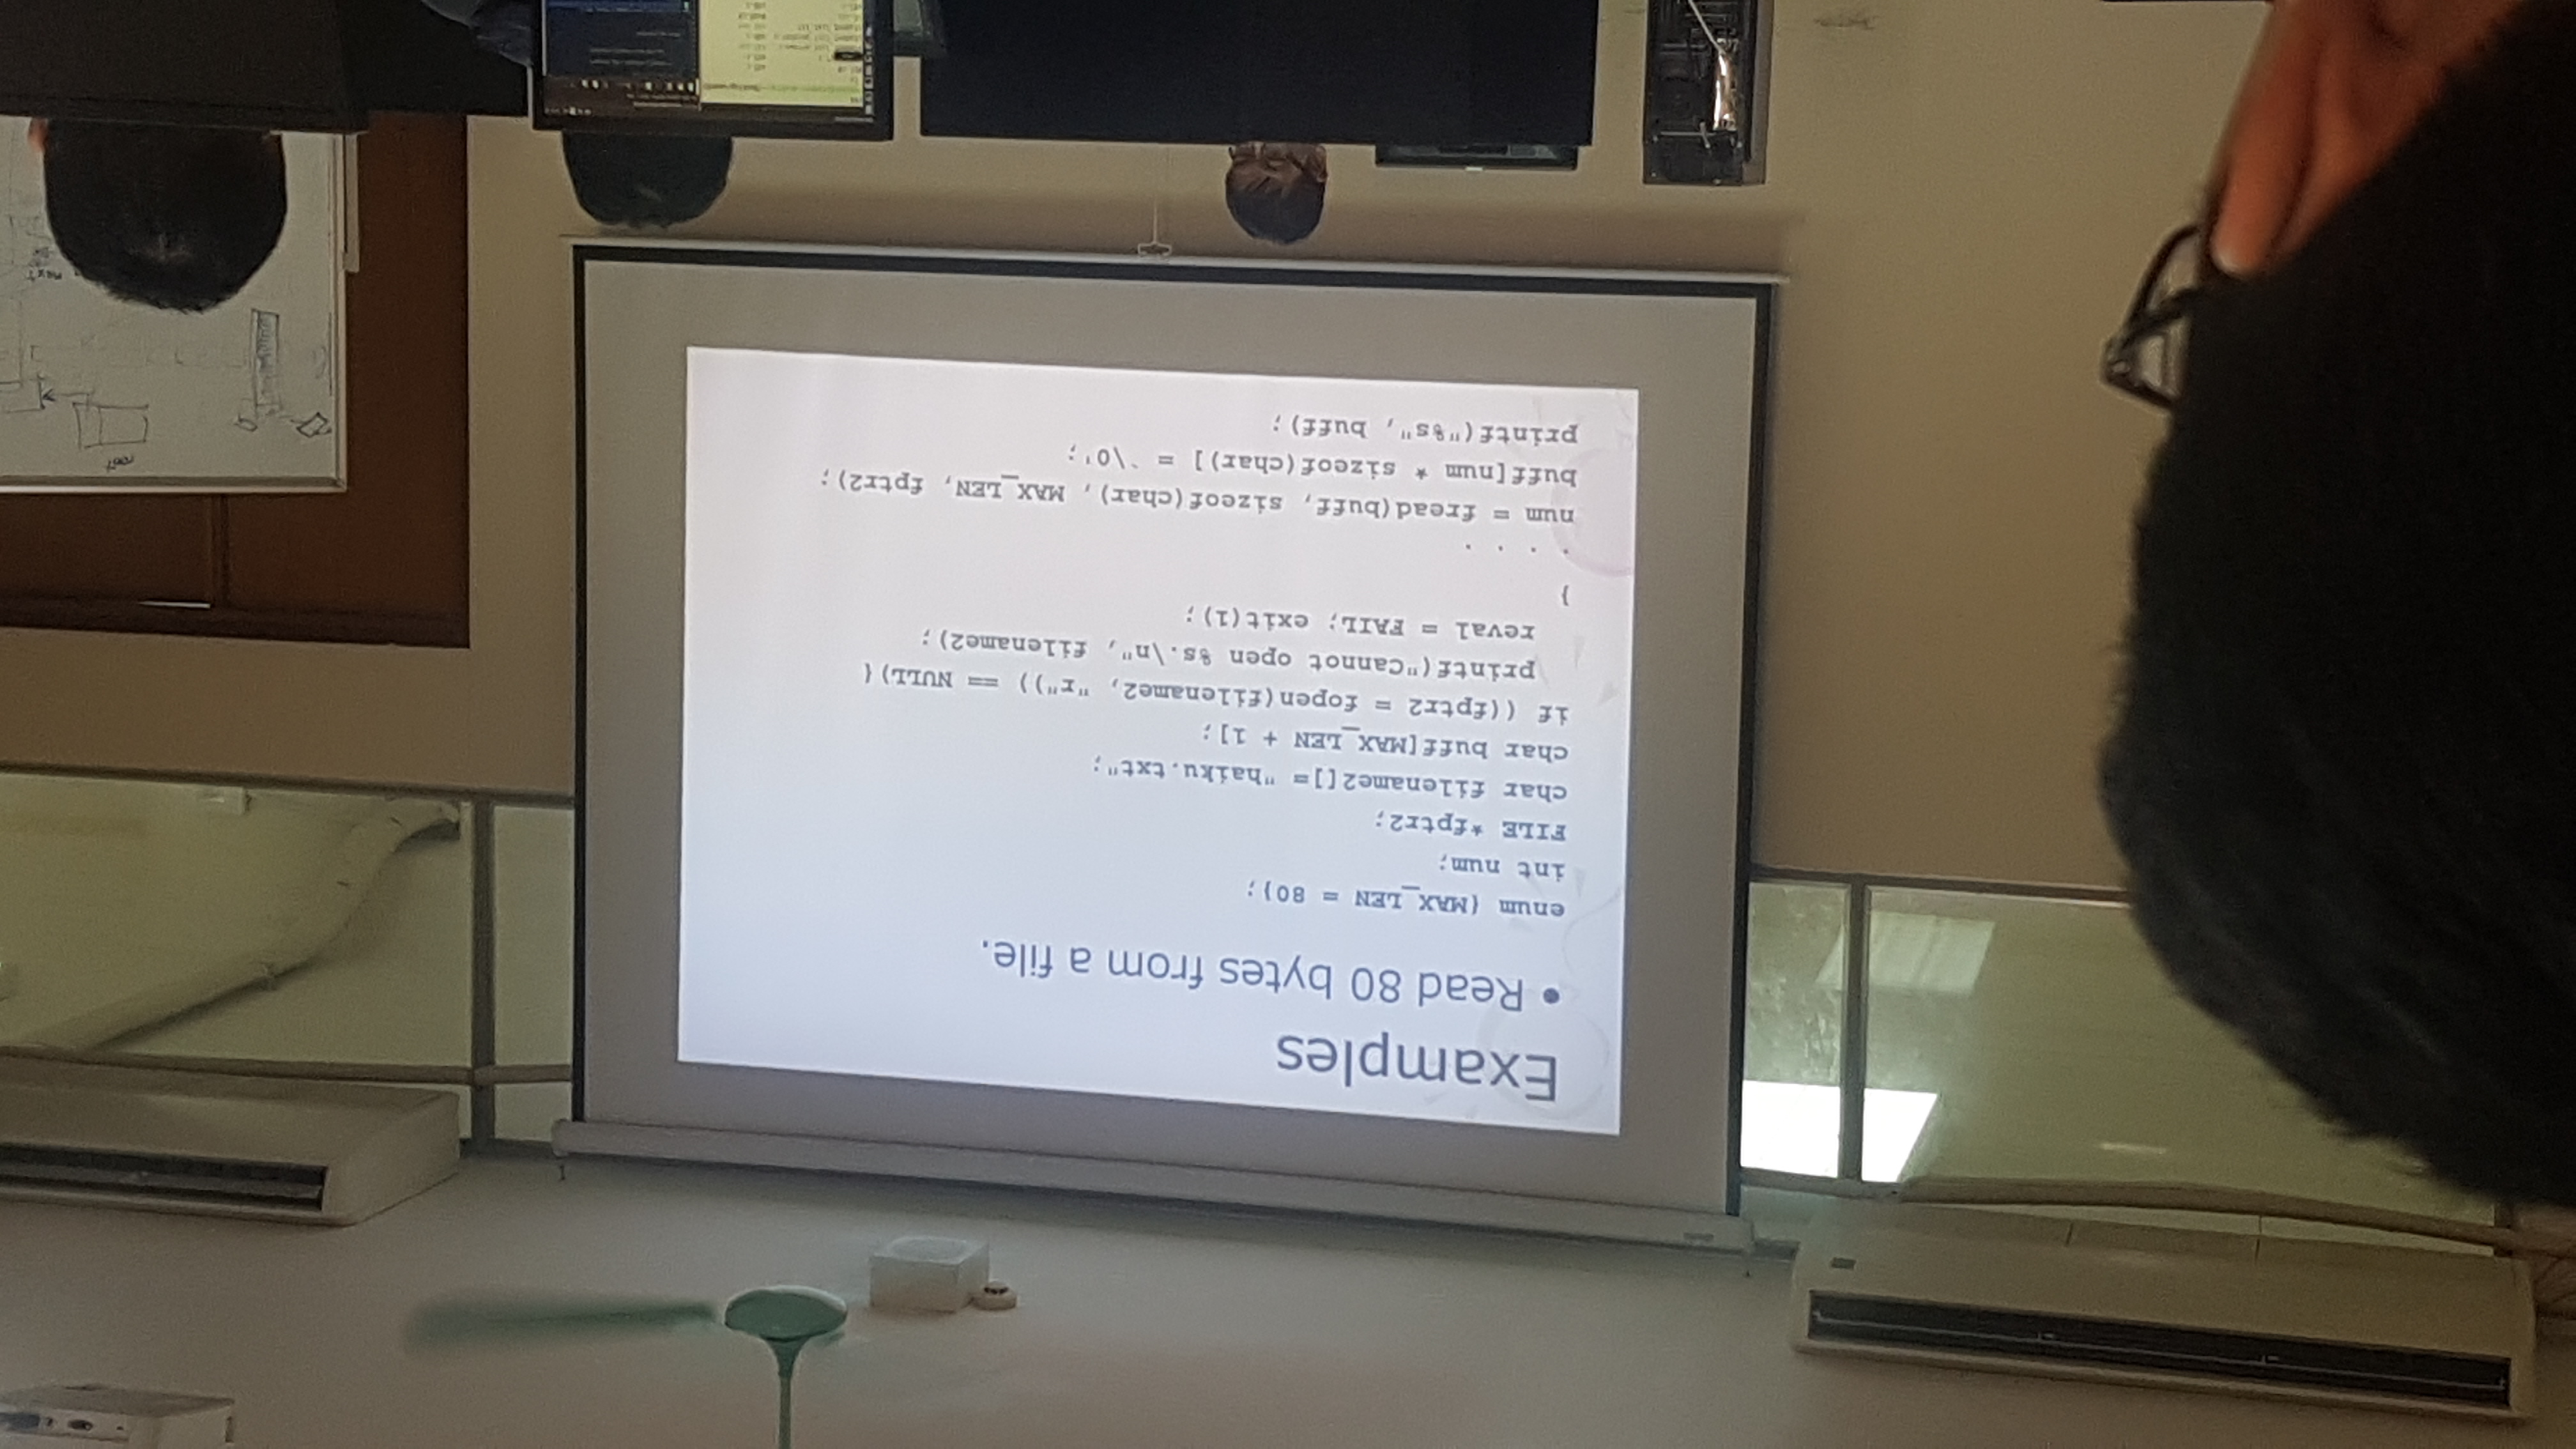 Examples
• Read 80 bytes from a file.
enum {MAX_LEN = 80};
int num;
FILE *fptr2;
char filename2[]= "haiku.txt";
char buff[MAX_LEN + 1];
if ((fptr2 = fopen(filename2, "r")) == NULL){
printf("Cannot open %s.\n", filename2);
reval = FAIL; exit(1);
}
. . . .
num = fread(buff, sizeof(char), MAX_LEN, fptr2);
buff[num * sizeof(char)] = `\0';
printf("%s", buff);
root
next